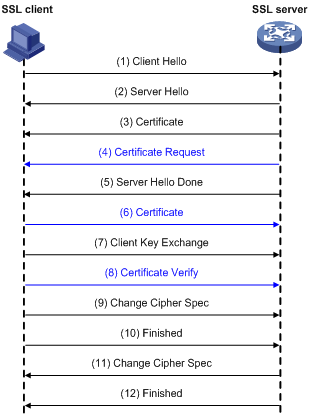 SSL client
SSL server
(1) Client Hello
(2) Server Hello
(3) Certificate
(4) Certificate Request
(5) Server Hello Done
(6) Certificate
(7) Client Key Exchange
(8) Certificate Verify
(9) Change Cipher Spec
(10) Finished
(11) Change Cipher Spec
(12) Finished